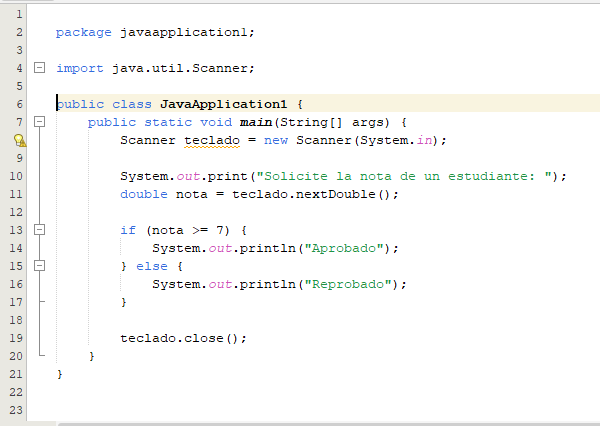 1
2 package javaapplication1;
3
4 import java.util.Scanner;
5
6 public class JavaApplication1 {
7 public static void main(String[] args) {
Scanner teclado = new Scanner(System.in);
9
10 System.out.print("Solicite la nota de un estudiante: ");
11 double nota = teclado.nextDouble();
12
13 if (nota >= 7) {
14 System.out.println("Aprobado");
15 } else {
16 System.out.println("Reprobado");
17 }
18
19 teclado.close();
20 }
21 }
22
23